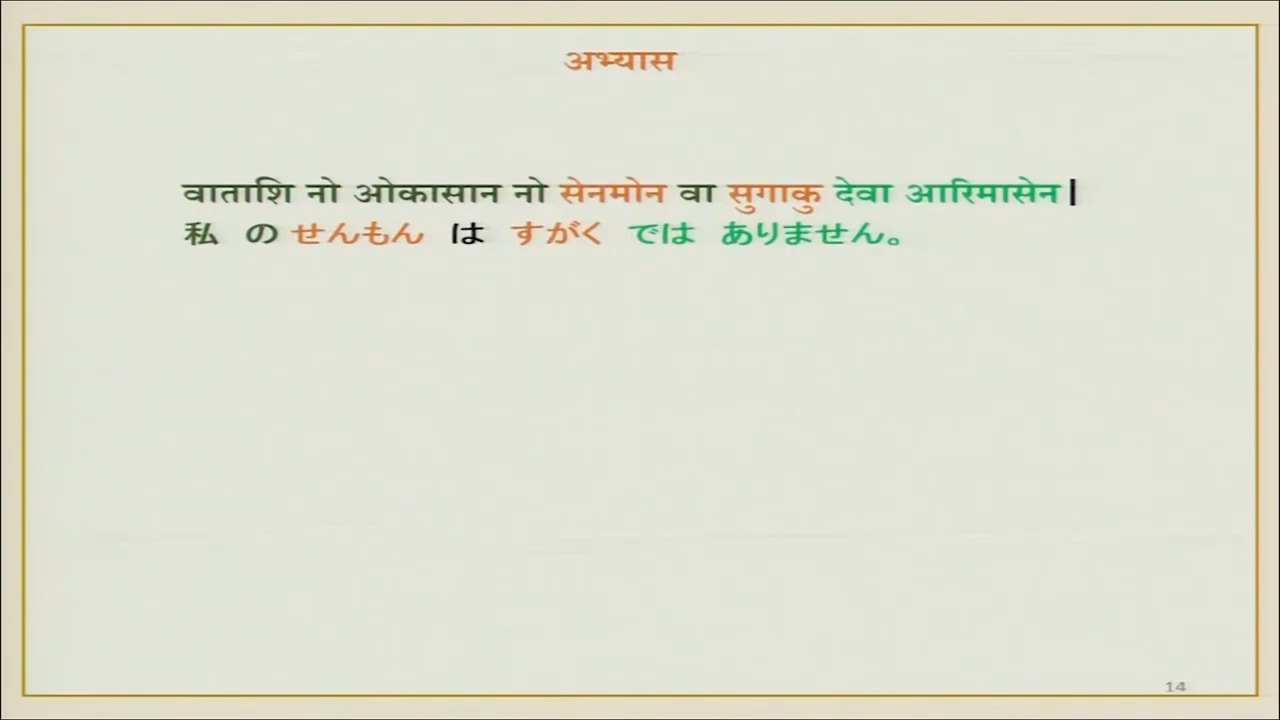 अभ्यास
वाताशि नो ओकासान नो सेनमोन वा सुगाकु देवा आरिमासेन|
私 の せんもん は すがく では ありません。
14